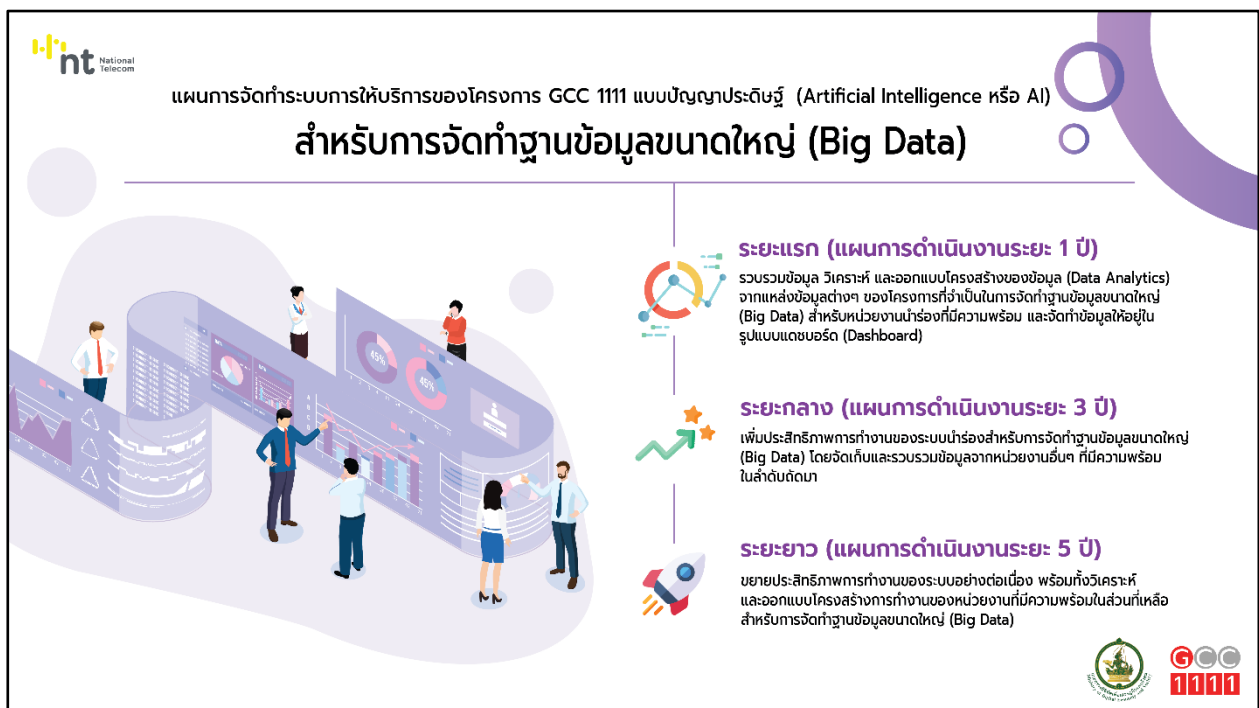 nt National
Telecom
แผนการจัดทำระบบการให้บริการของโครงการ GCC 1111 แบบปัญญาประดิษฐ์ (Artificial Intelligence หรือ AI)
สำหรับการจัดทำฐานข้อมูลขนาดใหญ่ (Big Data)
ระยะแรก (แผนการดำเนินงานระยะ 1 ปี)
รวบรวมข้อมูล วิเคราะห์ และออกแบบโครงสร้างของข้อมูล (Data Analytics)
จากแหล่งข้อมูลต่างๆ ของโครงการที่จำเป็นในการจัดทำฐานข้อมูลขนาดใหญ่
(Big Data) สำหรับหน่วยงานนำร่องที่มีความพร้อม และจัดทำข้อมูลให้อยู่ใน
รูปแบบแดชบอร์ด (Dashboard)
45%
45%
ระยะกลาง (แผนการดำเนินงานระยะ 3 ปี)
เพิ่มประสิทธิภาพการทำงานของระบบนำร่องสำหรับการจัดทำฐานข้อมูลขนาดใหญ่
(Big Data) โดยจัดเก็บและรวบรวมข้อมูลจากหน่วยงานอื่นๆ ที่มีความพร้อม
ในลำดับถัดมา
ระยะยาว (แผนการดำเนินงานระยะ 5 ปี)
ขยายประสิทธิภาพการทำงานของระบบอย่างต่อเนื่อง พร้อมทั้งวิเคราะห์
และออกแบบโครงสร้างการทำงานของหน่วยงานที่มีความพร้อมในส่วนที่เหลือ
สำหรับการจัดทำฐานข้อมูลขนาดใหญ่ (Big Data)
GCC
1111